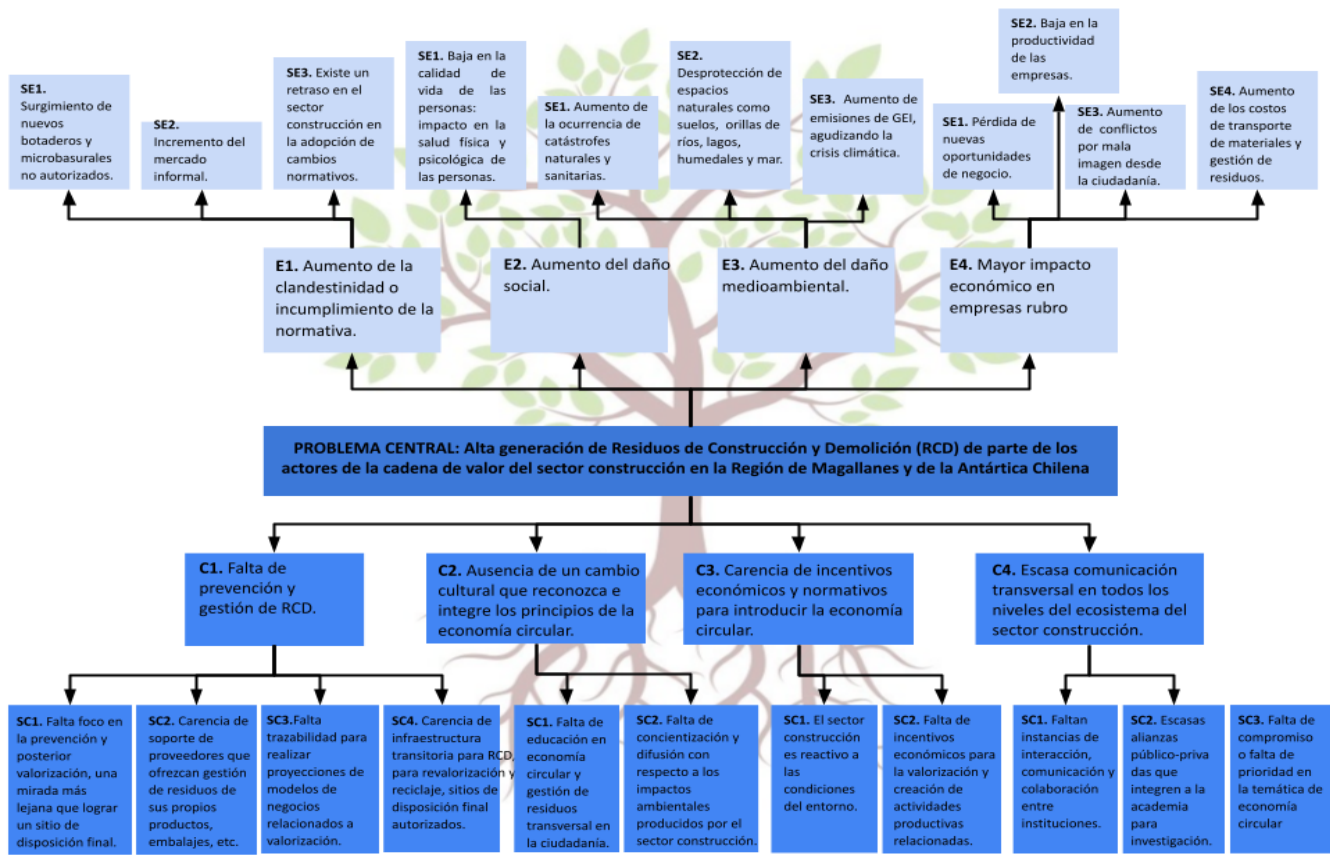 SE1.
Surgimiento de
nuevos
botaderos y
microbasurales
no autorizados.
SE2.
Incremento del
mercado
informal.
SE3. Existe un
retraso en el
sector
construcción en
la adopción de
cambios
normativos.
SE1. Baja en la
calidad de
vida de las
personas:
impacto en la
salud física y
psicológica de
las personas.
SE1. Aumento de
la ocurrencia de
catástrofes
naturales y
sanitarias.
SE2.
Desprotección de
espacios
naturales como
suelos, orillas de
ríos, lagos,
humedales y mar.
SE3. Aumento de
emisiones de GEI,
agudizando la
crisis climática.
SE1. Pérdida de
nuevas
oportunidades
de negocio.
SE2. Baja en la
productividad
de las
empresas.
SE3. Aumento
de conflictos
por mala
imagen desde
la ciudadanía.
SE4. Aumento
de los costos
de transporte
de materiales y
gestión de
residuos.
E1. Aumento de la
clandestinidad o
incumplimiento de la
normativa.
E2. Aumento del daño
social.
E3. Aumento del daño
medioambiental.
E4. Mayor impacto
económico en
empresas rubro
PROBLEMA CENTRAL: Alta generación de Residuos de Construcción y Demolición (RCD) de parte de los
actores de la cadena de valor del sector construcción en la Región de Magallanes y de la Antártica Chilena
C1. Falta de
prevención y
gestión de RCD.
C2. Ausencia de un cambio
cultural que reconozca e
integre los principios de la
economía circular.
C3. Carencia de incentivos
económicos y normativos
para introducir la economía
circular.
C4. Escasa comunicación
transversal en todos los
niveles del ecosistema del
sector construcción.
SC1. Falta foco en
la prevención y
posterior
valorización, una
mirada más
lejana que lograr
un sitio de
disposición final.
SC2. Carencia de
soporte de
proveedores que
ofrezcan gestión
de residuos de
sus propios
productos,
embalajes, etc.
SC3.Falta
trazabilidad para
realizar
proyecciones de
modelos de
negocios
relacionados a
valorización.
SC4. Carencia de
infraestructura
transitoria para RCD,
para revalorización y
reciclaje, sitios de
disposición final
autorizados.
SC1. Falta de
educación en
economía
circular y
gestión de
residuos
transversal en
la ciudadanía.
SC2. Falta de
concientización y
difusión con
respecto a los
impactos
ambientales
producidos por el
sector construcción.
SC1. El sector
construcción
es reactivo a
las
condiciones
del entorno.
SC2. Falta de
incentivos
económicos para
la valorización y
creación de
actividades
productivas
relacionadas.
SC1. Faltan
instancias de
interacción,
comunicación y
colaboración
entre
instituciones.
SC2. Escasas
alianzas
público-priva
das que
integren a la
academia
para
investigación.
SC3. Falta de
compromiso
o falta de
prioridad en
la temática de
economía
circular